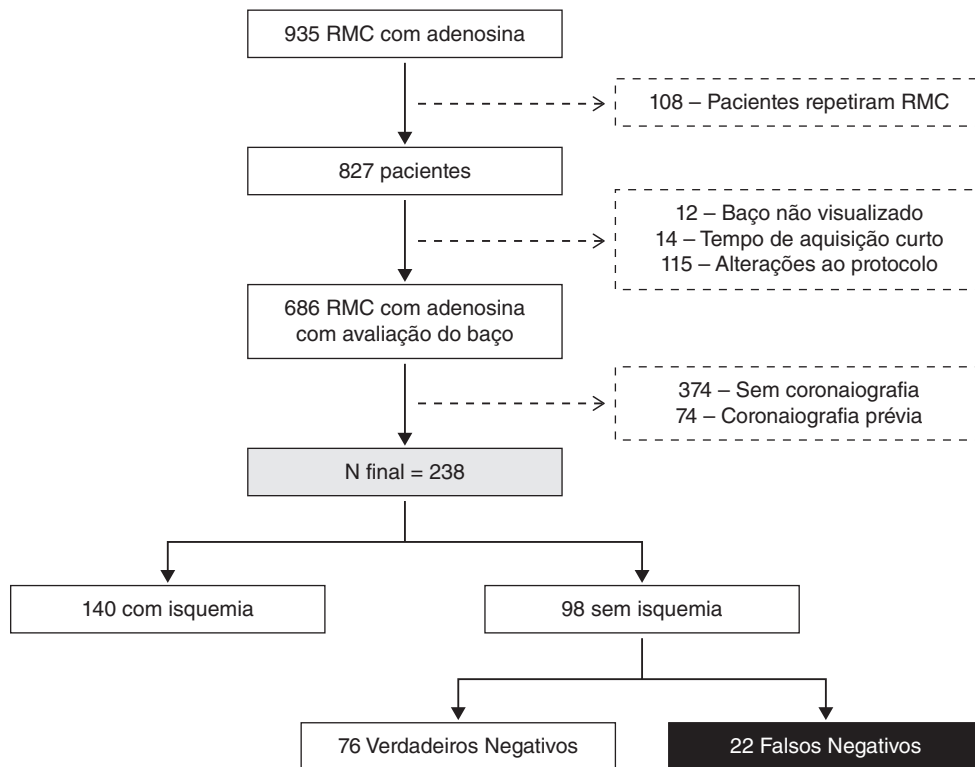 935 RMC com adenosina
108 – Pacientes repetiram RMC
827 pacientes
12 – Baço não visualizado
14 – Tempo de aquisição curto
115 – Alterações ao protocolo
686 RMC com adenosina
com avaliação do baço
374 – Sem coronaiografia
74 – Coronaiografia prévia
N final = 238
140 com isquemia
98 sem isquemia
76 Verdadeiros Negativos
22 Falsos Negativos